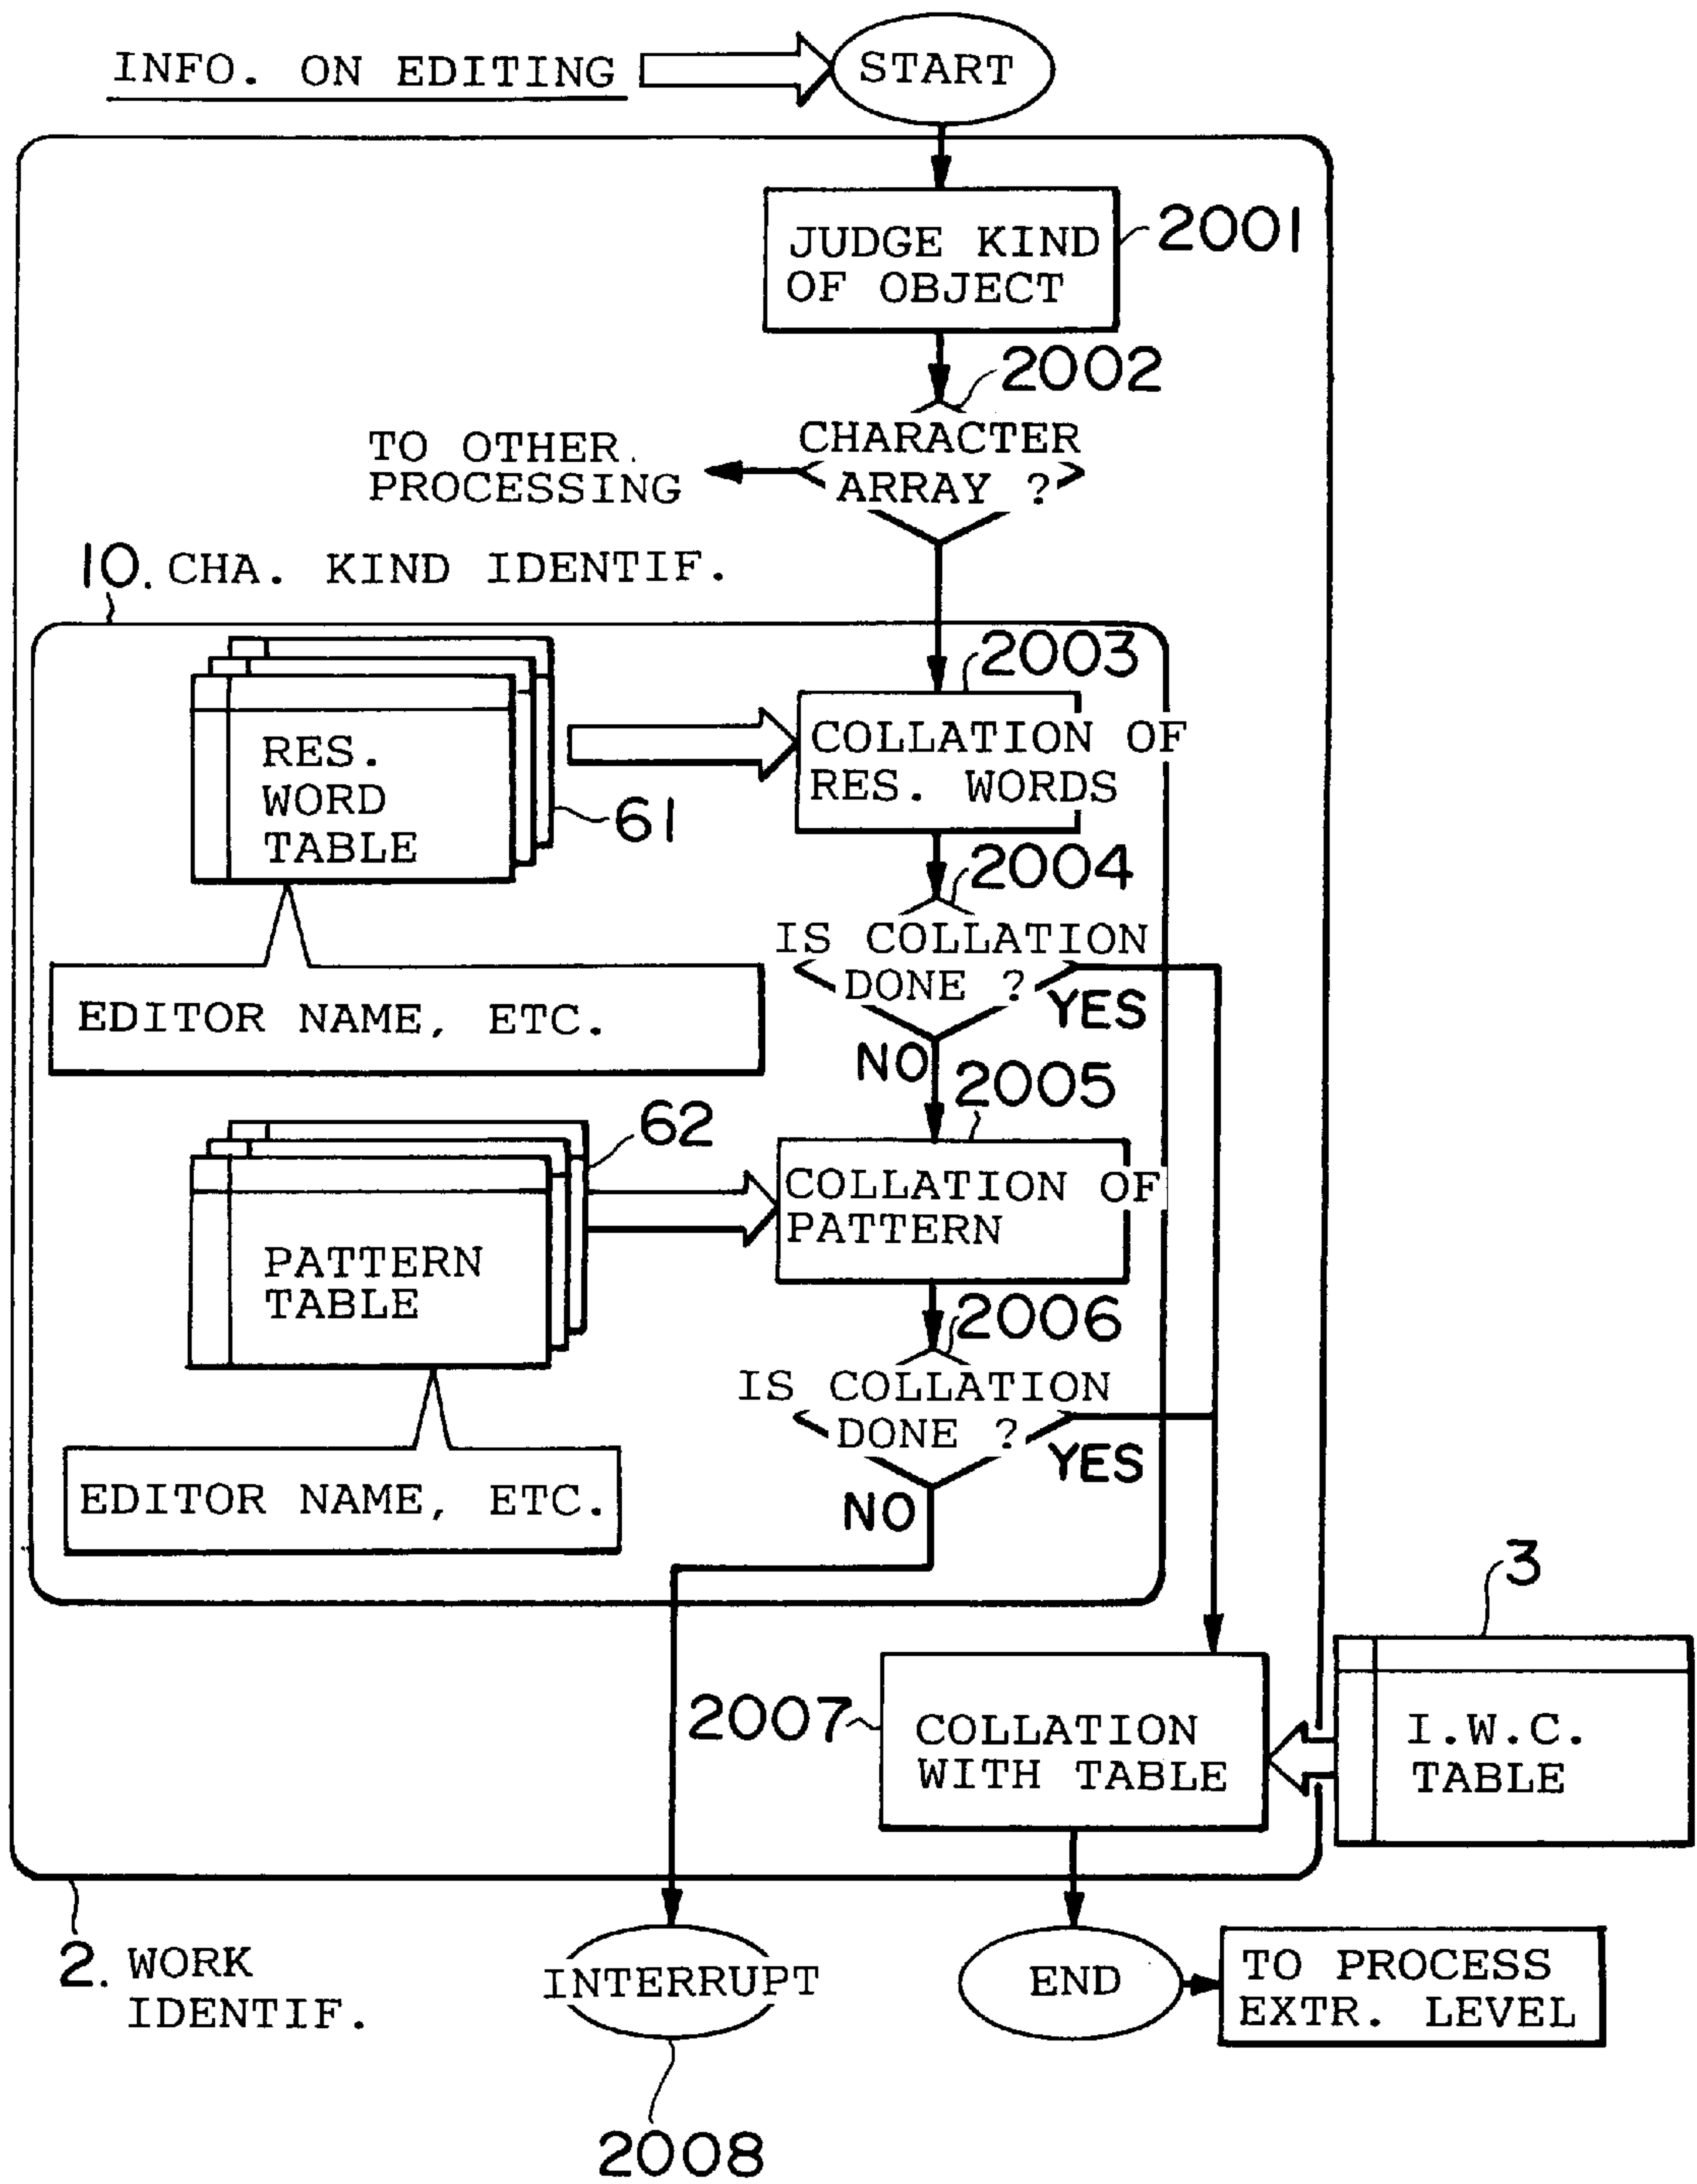 INFO. ON EDITING
START
JUDGE KIND
OF OBJECT
2001
2002
CHARACTER
ARRAY ?
TO OTHER
PROCESSING
10. CHA. KIND IDENTIF.
2003
COLLATION OF
RES. WORDS
RES.
WORD
TABLE
61
2004
IS COLLATION
DONE ?
YES
NO
EDITOR NAME, ETC.
2005
62
COLLATION OF
PATTERN
PATTERN
TABLE
2006
IS COLLATION
DONE ?
YES
NO
EDITOR NAME, ETC.
3
2007
COLLATION
WITH TABLE
I.W.C.
TABLE
2. WORK
IDENTIF.
INTERRUPT
END
TO PROCESS
EXTR. LEVEL
2008